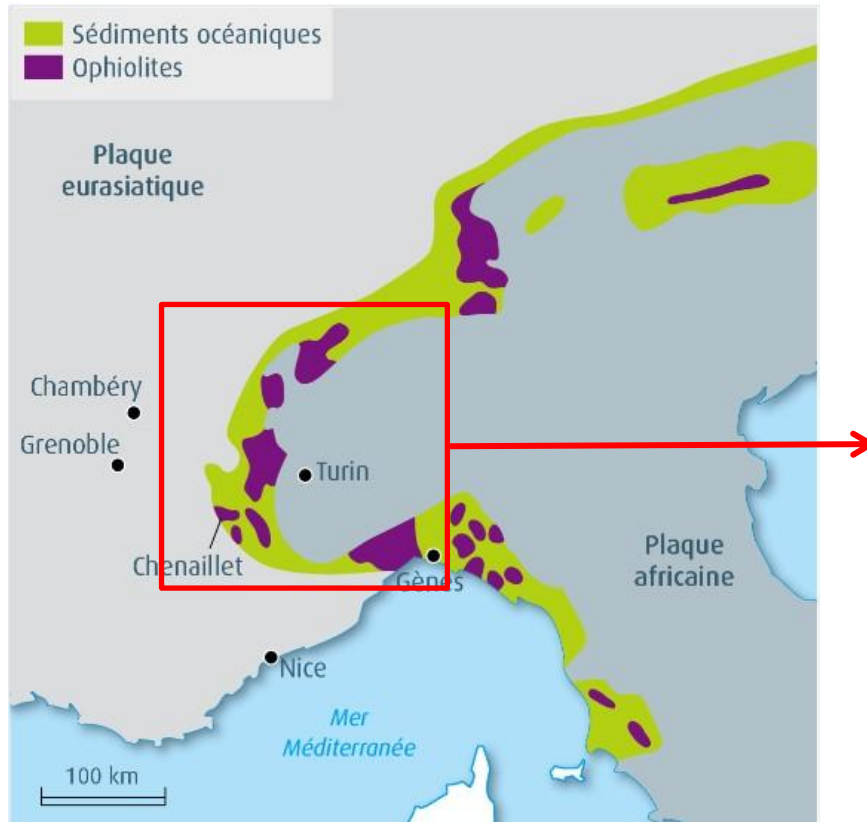 Sédiments océaniques
Ophiolites
Plaque
eurasiatique
Chambéry
Grenoble
Turin
Chenaillet
Gènes
Plaque
africaine
Nice
Mer
Méditerranée
100 km